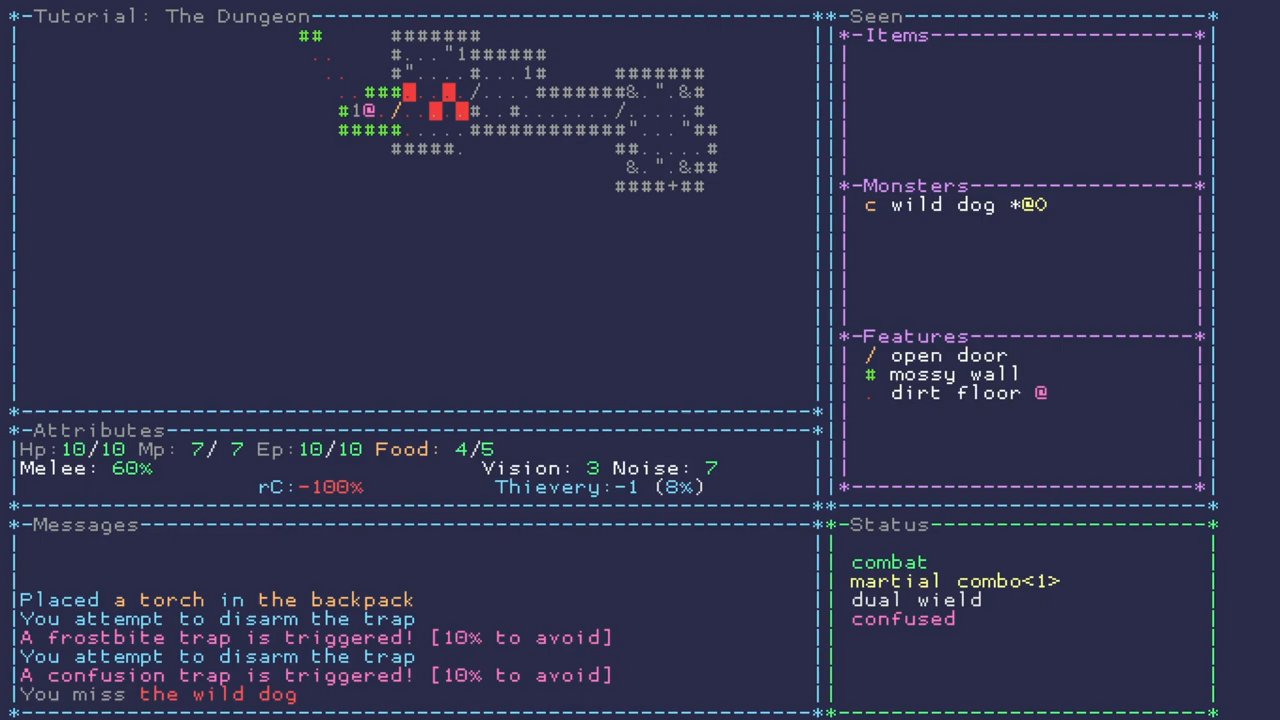 Tutorial: The Dungeon
Seen
Items
Monsters
c wild dog *@O
Features
/ open door
# mossy wall
. dirt floor @
Attributes
Hp:10/10 Mp: 7/ 7 Ep:10/10 Food: 4/5
Melee: 60% Vision: 3 Noise: 7
rC:-100% Thievery:-1 (8%)
Messages
Placed a torch in the backpack
You attempt to disarm the trap
A frostbite trap is triggered! [10% to avoid]
You attempt to disarm the trap
A confusion trap is triggered! [10% to avoid]
You miss the wild dog
Status
combat
martial combo<1>
dual wield
confused